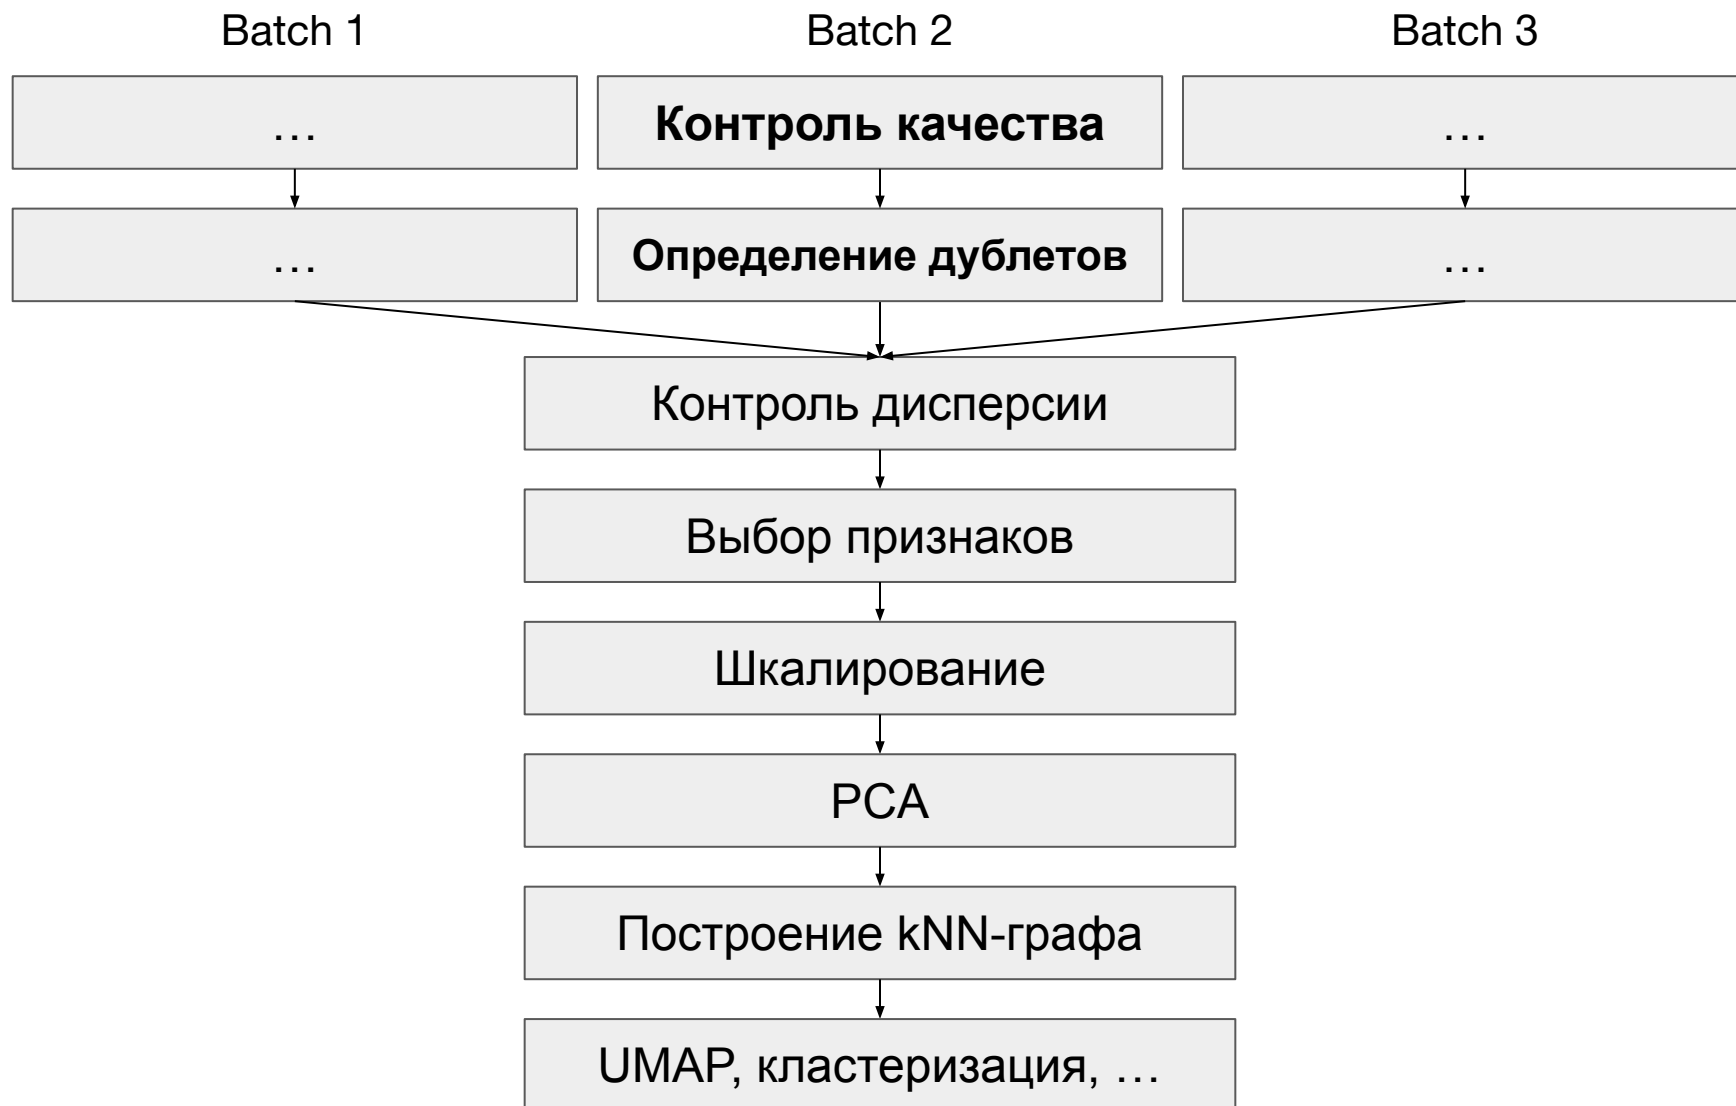 Batch 1
Batch 2
Batch 3
…
Контроль качества
…
…
Определение дублетов
…
Контроль дисперсии
Выбор признаков
Шкалирование
PCA
Построение kNN-графа
UMAP, кластеризация, …